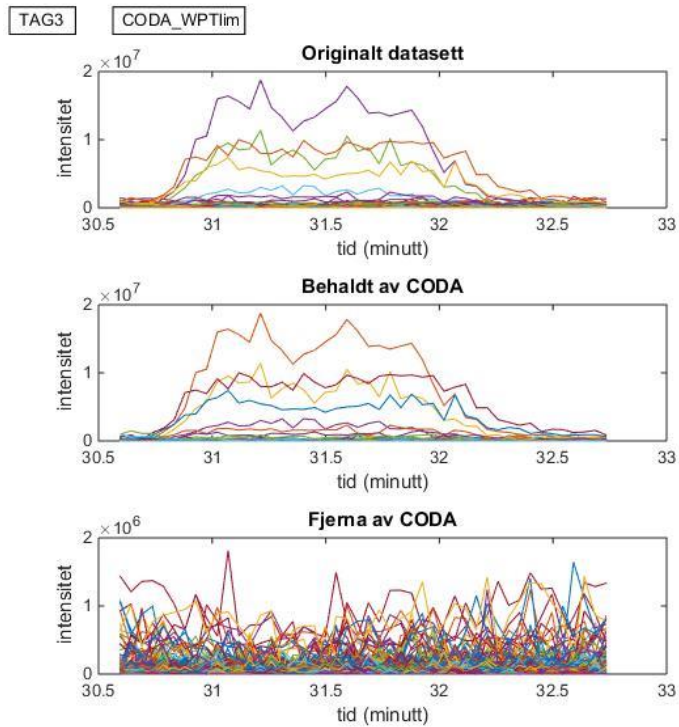 TAG3 CODA_WPTlim
Originalt datasett
×10⁷
2
1
0
intensitet
30.5 31 31.5 32 32.5 33
tid (minutt)
Behaldt av CODA
×10⁷
2
1
0
intensitet
30.5 31 31.5 32 32.5 33
tid (minutt)
Fjerna av CODA
×10⁶
2
1
0
intensitet
30.5 31 31.5 32 32.5 33
tid (minutt)